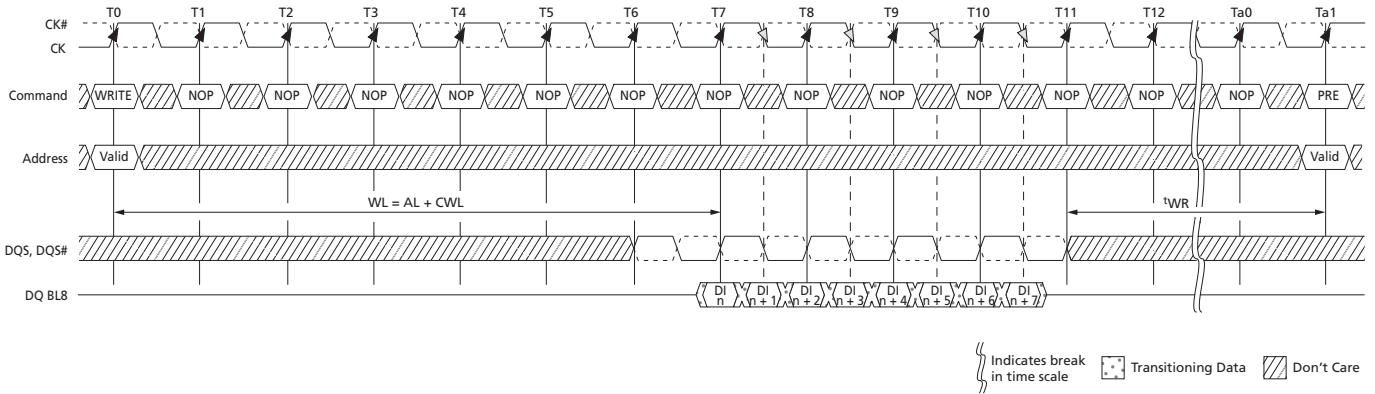 T0 T1 T2 T3 T4 T5 T6 T7 T8 T9 T10 T11 T12 Ta0 Ta1
CK#
CK
Command WRITE NOP NOP NOP NOP NOP NOP NOP NOP NOP NOP NOP NOP NOP PRE
Address Valid Valid
WL = AL + CWL tWR
DQS, DQS#
DQ BL8 DI DI DI DI DI DI DI DI
n n + 1 n + 2 n + 3 n + 4 n + 5 n + 6 n + 7
Indicates break
in time scale
Transitioning Data
Don't Care